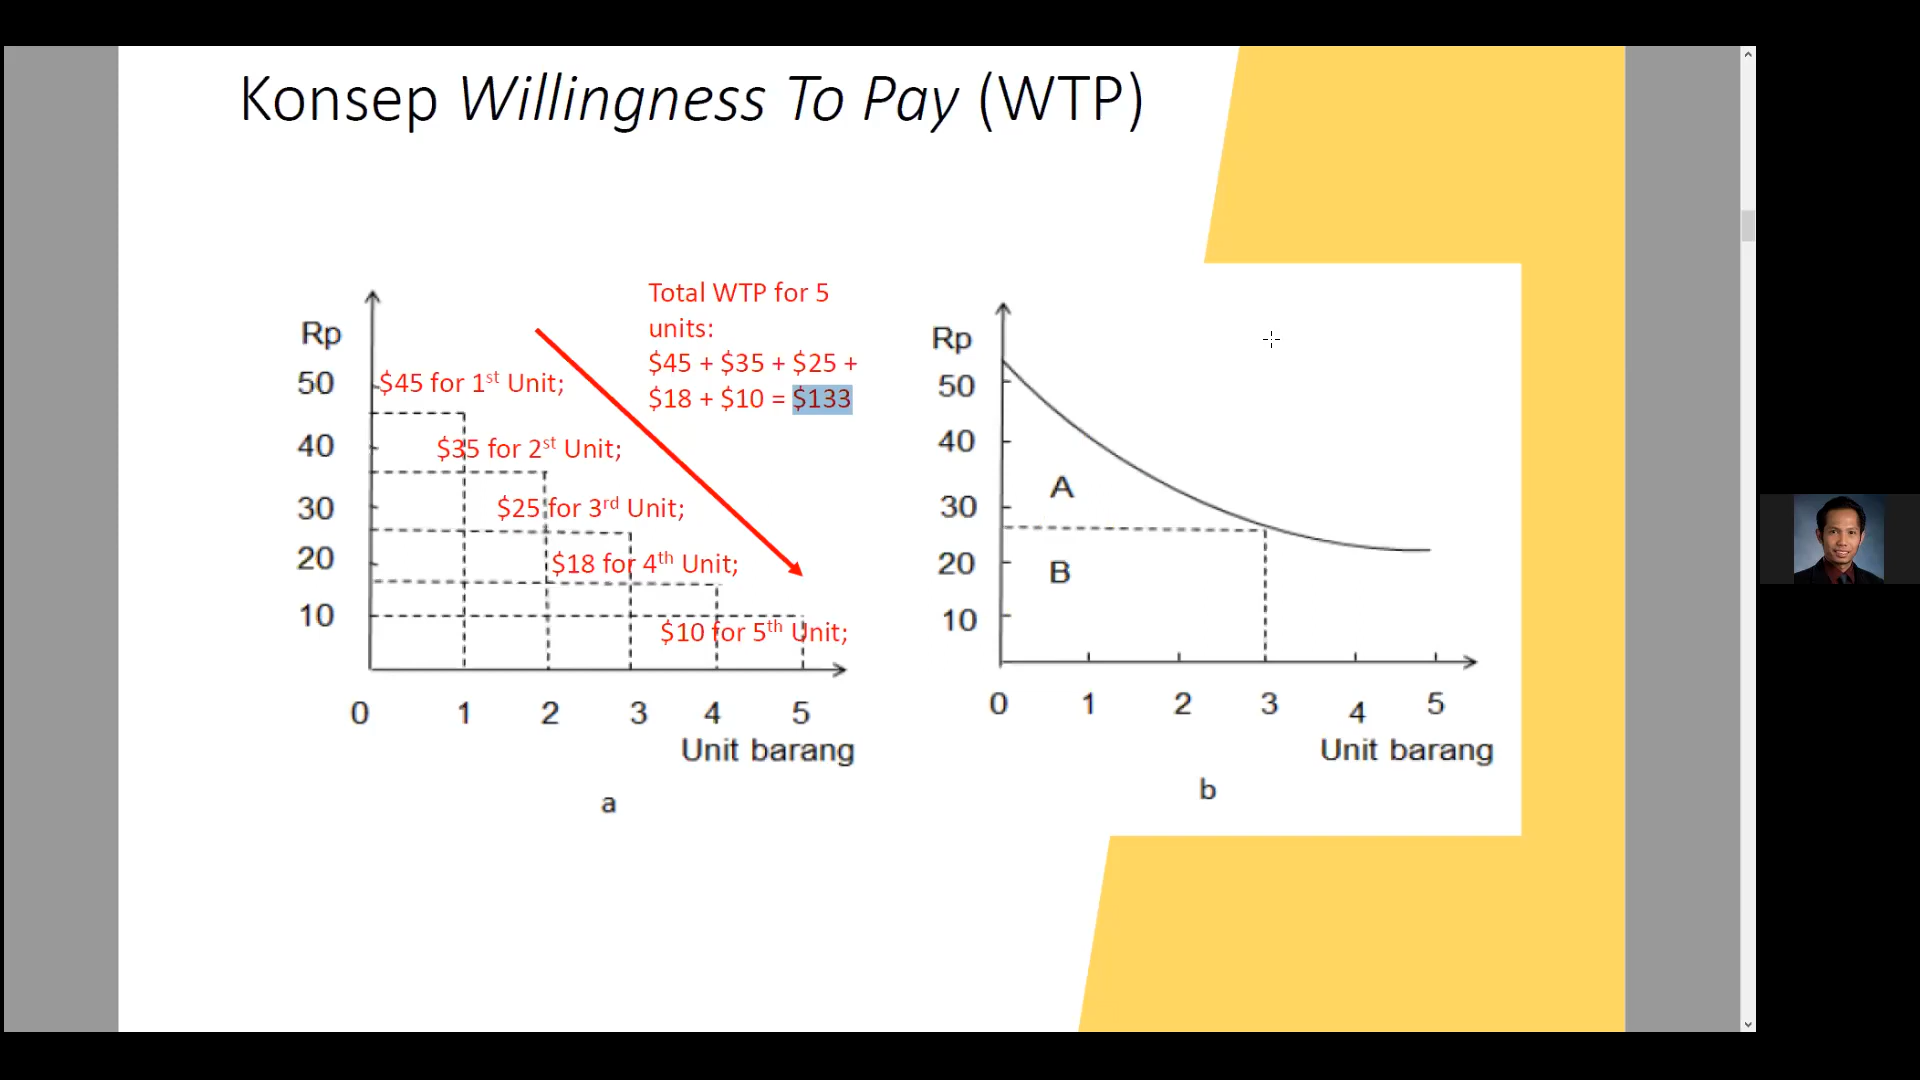 Konsep Willingness To Pay (WTP)
Total WTP for 5
units:
$45 + $35 + $25 +
$18 + $10 = $133
Rp
50
40
30
20
10
$45 for 1st Unit;
$35 for 2st Unit;
$25 for 3rd Unit;
$18 for 4th Unit;
$10 for 5th Unit;
0 1 2 3 4 5
Unit barang
a
Rp
50
40
30
20
10
A
B
0 1 2 3 4 5
Unit barang
b